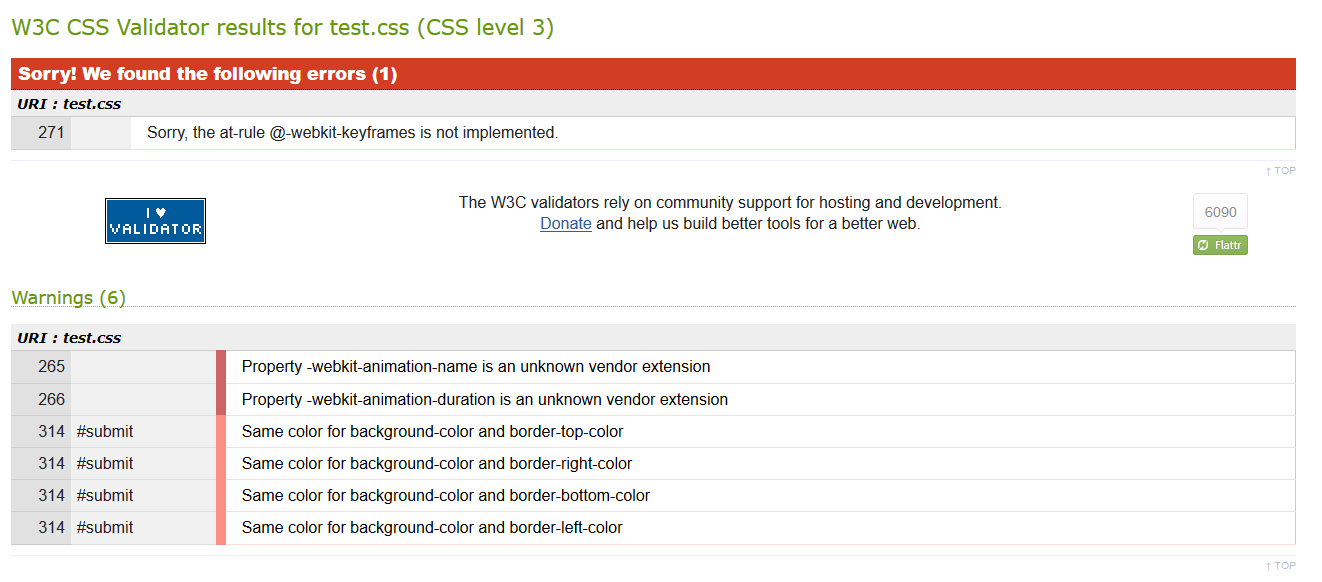 W3C CSS Validator results for test.css (CSS level 3)
Sorry! We found the following errors (1)
URI : test.css
271 Sorry, the at-rule @-webkit-keyframes is not implemented.
↑ TOP
I ♥
VALIDATOR
The W3C validators rely on community support for hosting and development.
Donate and help us build better tools for a better web.
6090
Flattr
Warnings (6)
URI : test.css
265 Property -webkit-animation-name is an unknown vendor extension
266 Property -webkit-animation-duration is an unknown vendor extension
314 #submit Same color for background-color and border-top-color
314 #submit Same color for background-color and border-right-color
314 #submit Same color for background-color and border-bottom-color
314 #submit Same color for background-color and border-left-color
↑ TOP